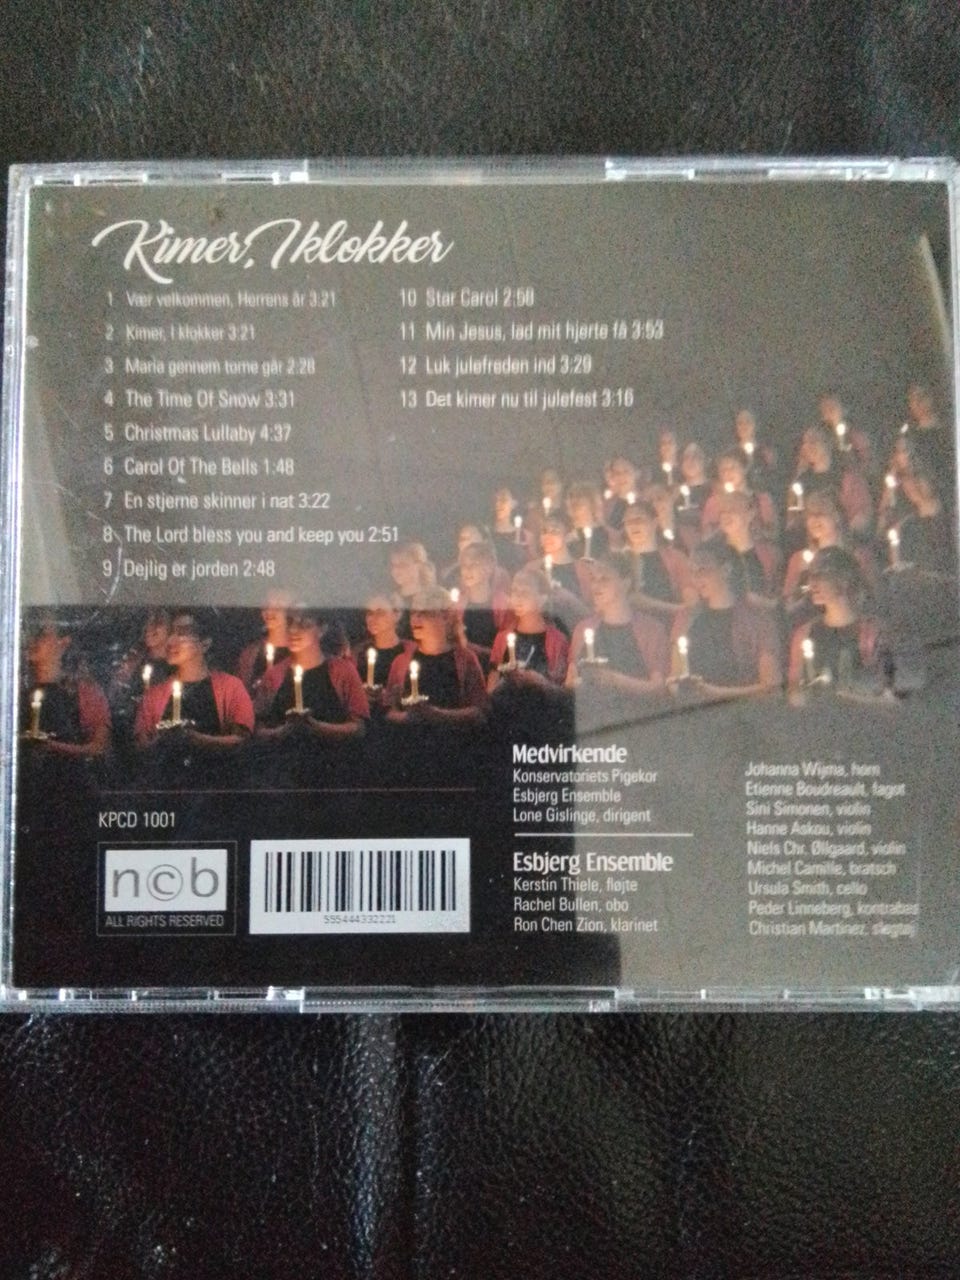 Kimer, I klokker
1 Vær velkommen, Herrens år 3:21
2 Kimer, I klokker 3:21
3 Maria gennem torne går 2:28
4 The Time Of Snow 3:31
5 Christmas Lullaby 4:37
6 Carol Of The Bells 1:48
7 En stjerne skinner i nat 3:22
8 The Lord bless you and keep you 2:51
9 Dejlig er jorden 2:48
10 Star Carol 2:50
11 Min Jesus, lad mit hjerte få 3:53
12 Luk julefreden ind 3:29
13 Det kimer nu til julefest 3:16
KPCD 1001
n©b
ALL RIGHTS RESERVED
555444332221
Medvirkende
Konservatoriets Pigekor
Esbjerg Ensemble
Lone Gislinge, dirigent
Esbjerg Ensemble
Kerstin Thiele, fløjte
Rachel Bullen, obo
Ron Chen Zion, klarinet
Johanna Wijma, horn
Etienne Boudreault, fagot
Sini Simonen, violin
Hanne Askou, violin
Niels Chr. Øllgaard, violin
Michel Camille, bratsch
Ursula Smith, cello
Peder Linneberg, kontrabas
Christian Martinez, slagtøj